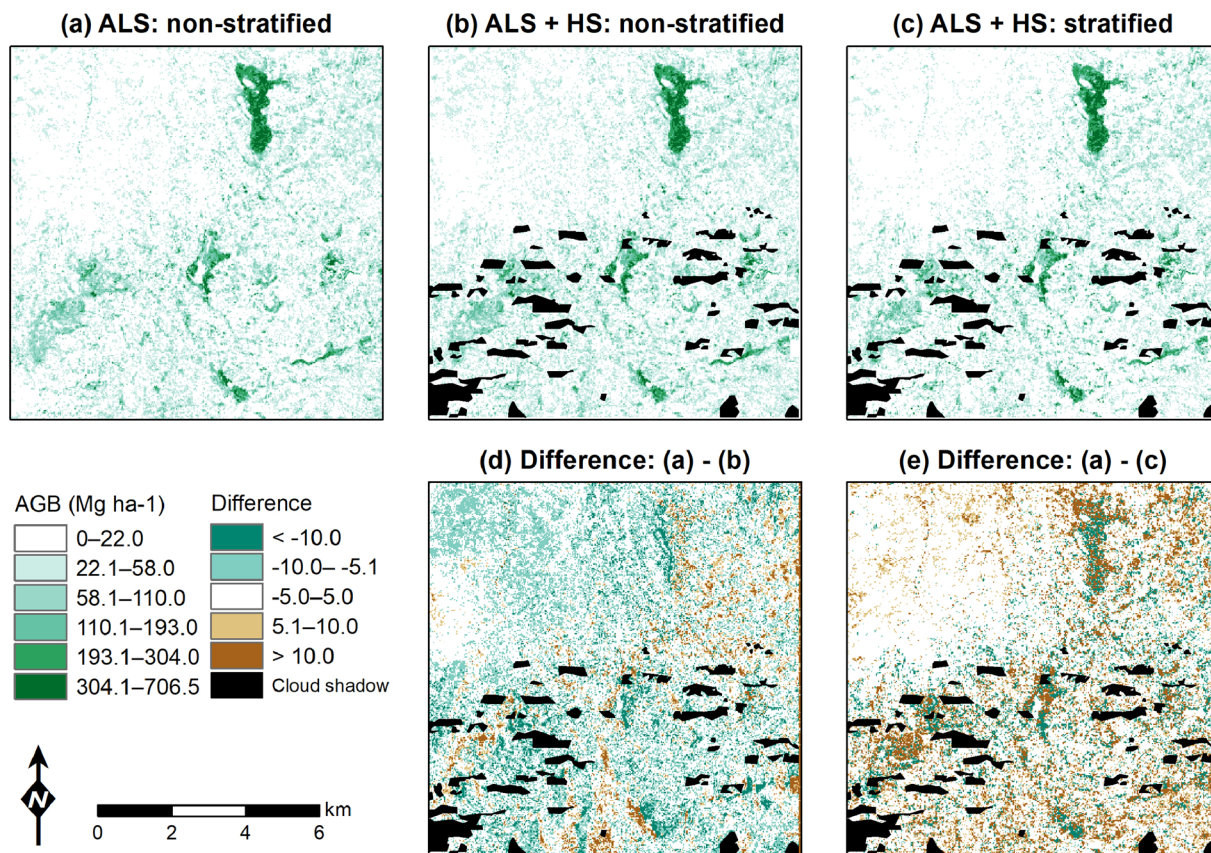 (a) ALS: non-stratified
(b) ALS + HS: non-stratified
(c) ALS + HS: stratified
(d) Difference: (a) - (b)
(e) Difference: (a) - (c)
AGB (Mg ha-1)
0–22.0
22.1–58.0
58.1–110.0
110.1–193.0
193.1–304.0
304.1–706.5
Difference
< -10.0
-10.0– -5.1
-5.0–5.0
5.1–10.0
> 10.0
Cloud shadow
N
km
0 2 4 6